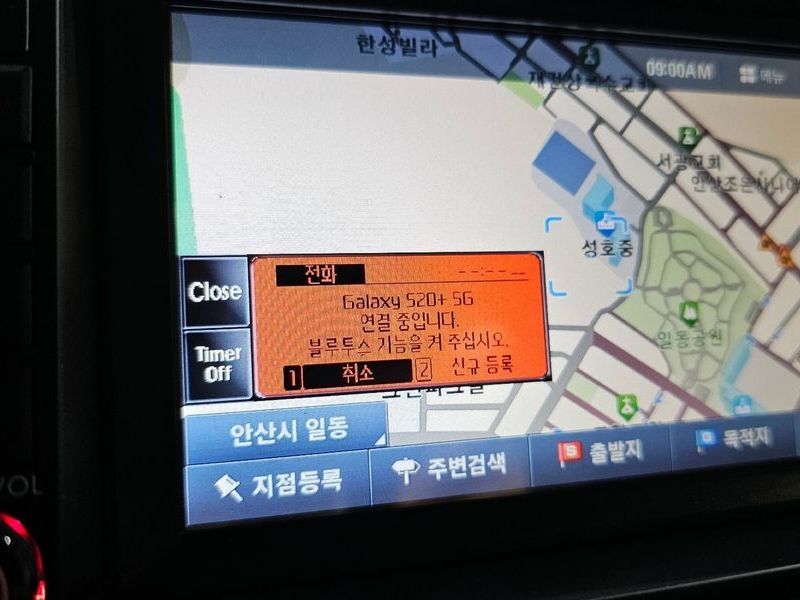 한성빌라
09:00AM
메뉴
서광교회
성호중
일동공원
Close
Timer
Off
전화
--:--
Galaxy S20+ 5G
연결 중입니다.
블루투스 기능을 켜 주십시오.
1 취소 2 신규 등록
안산시 일동
지점등록
주변검색
S 출발지
목적지
VOL